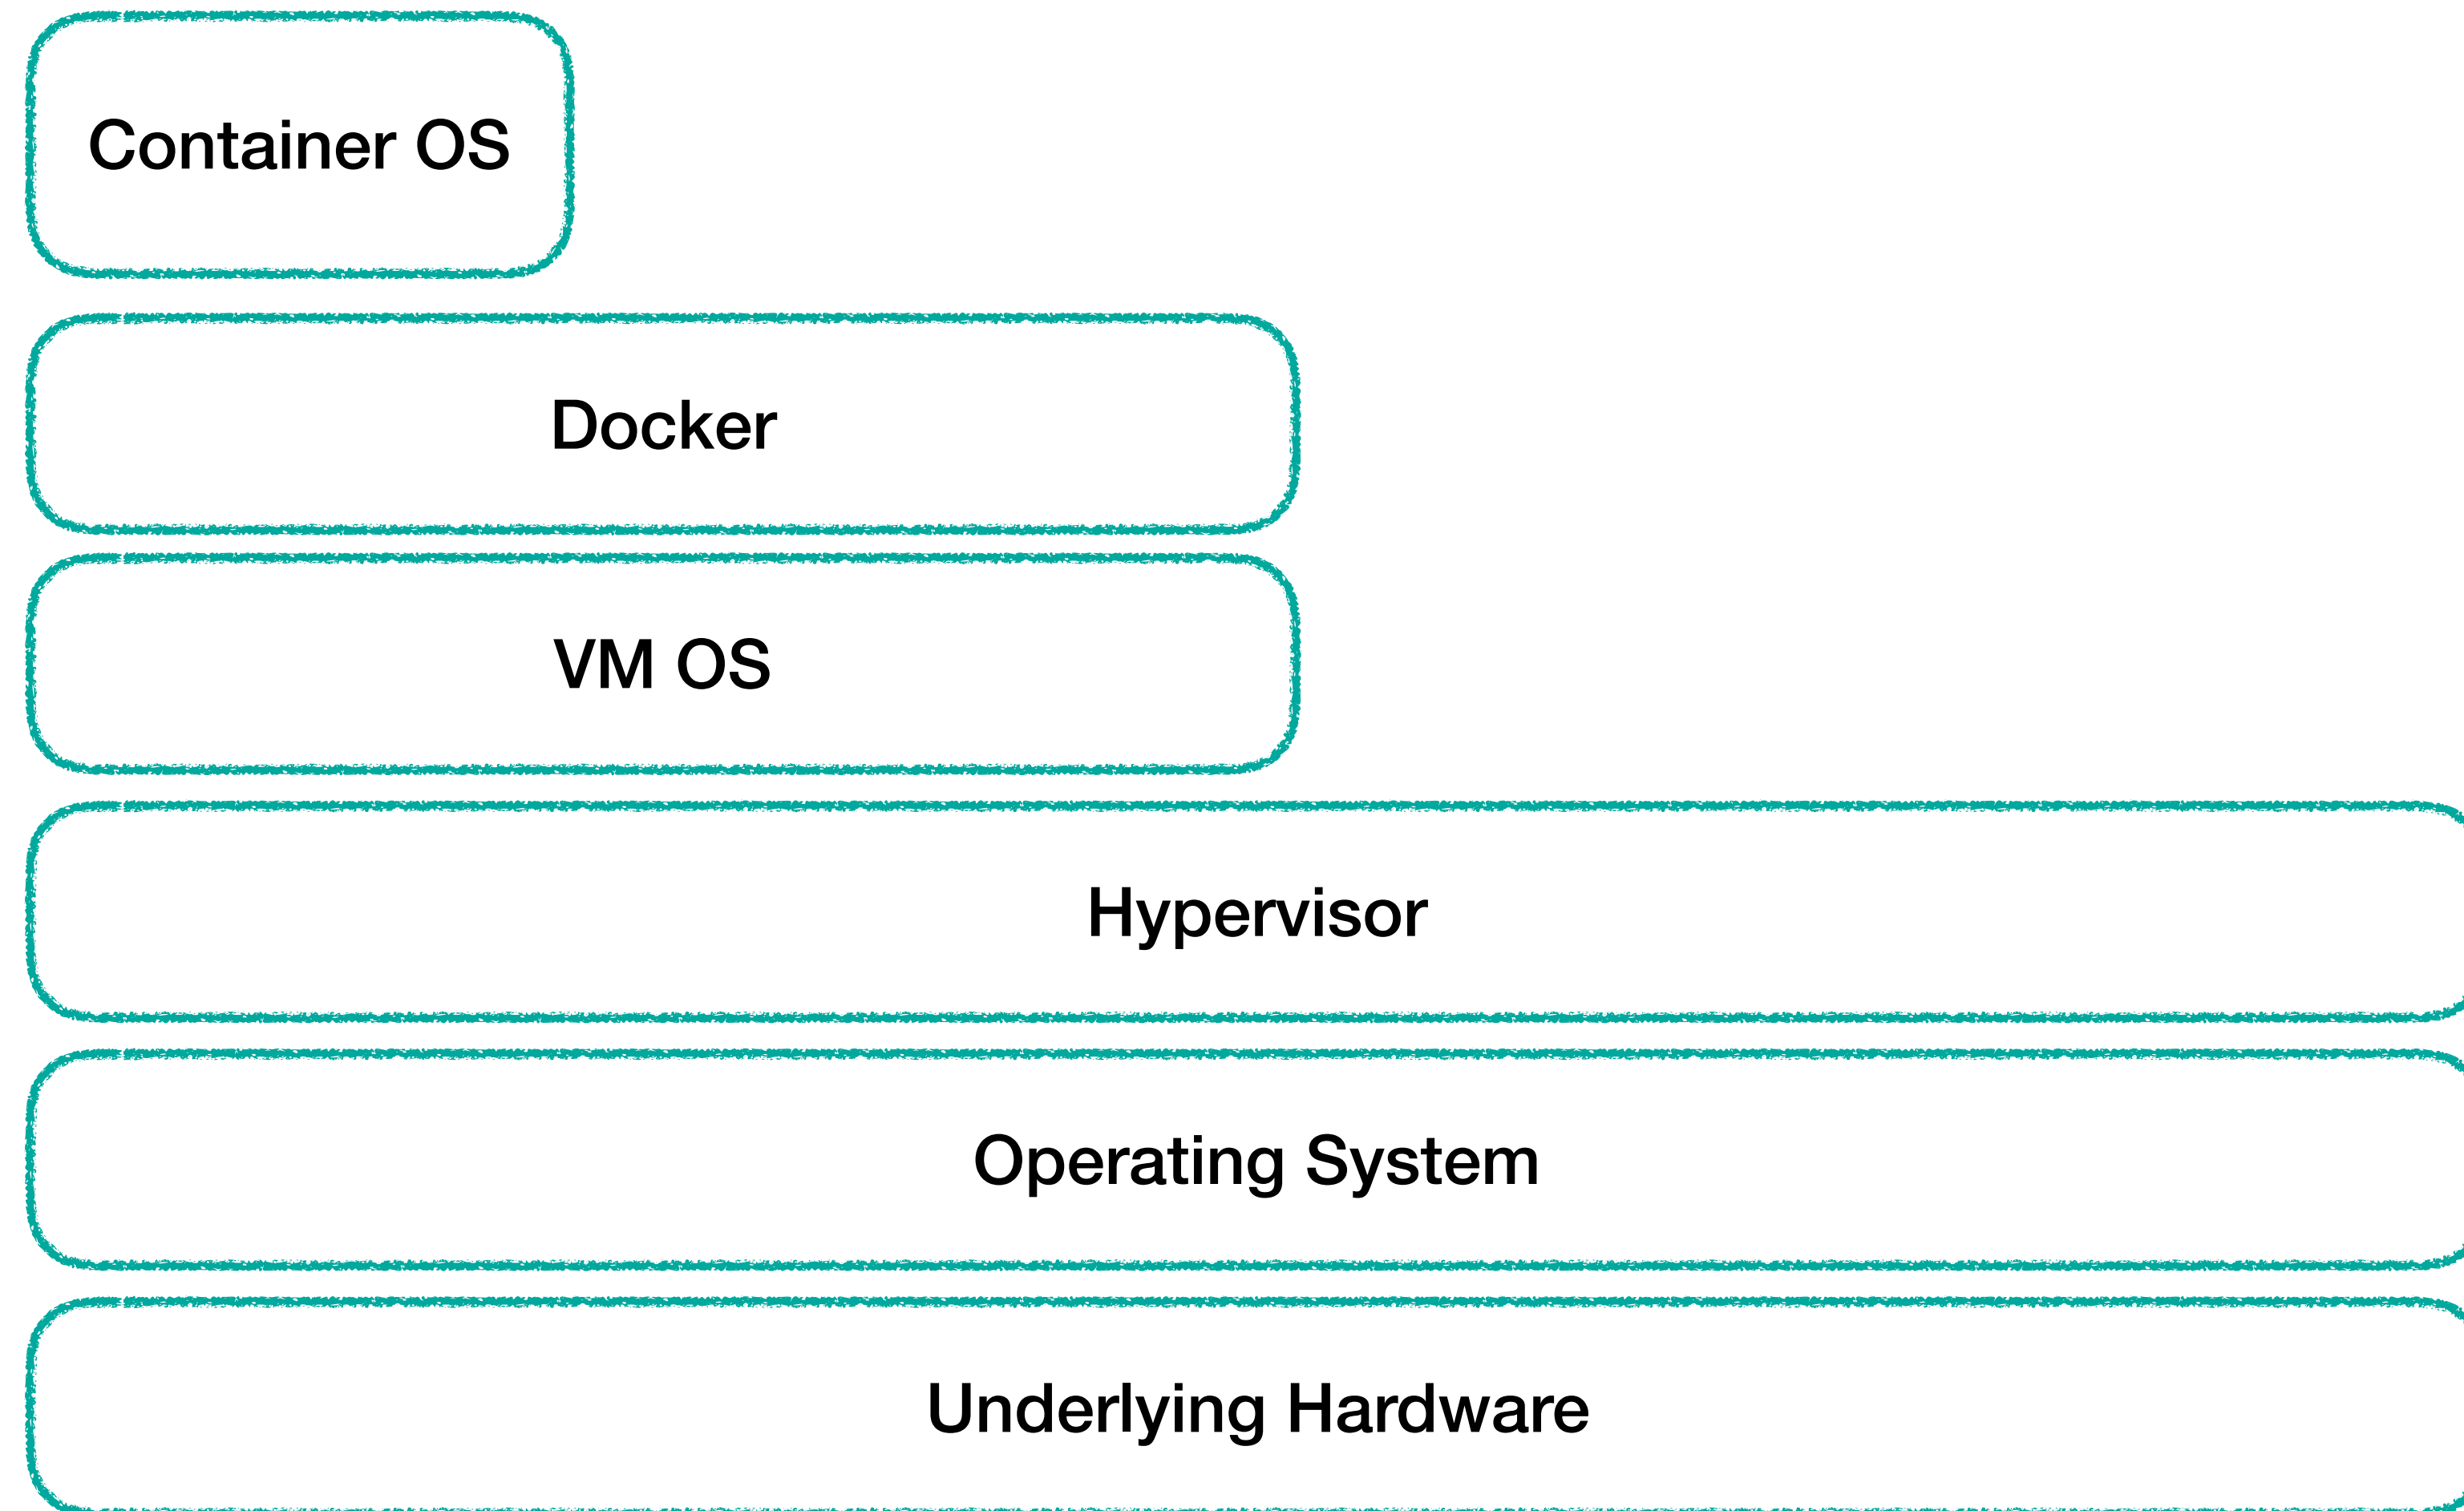 Container OS
Docker
VM OS
Hypervisor
Operating System
Underlying Hardware